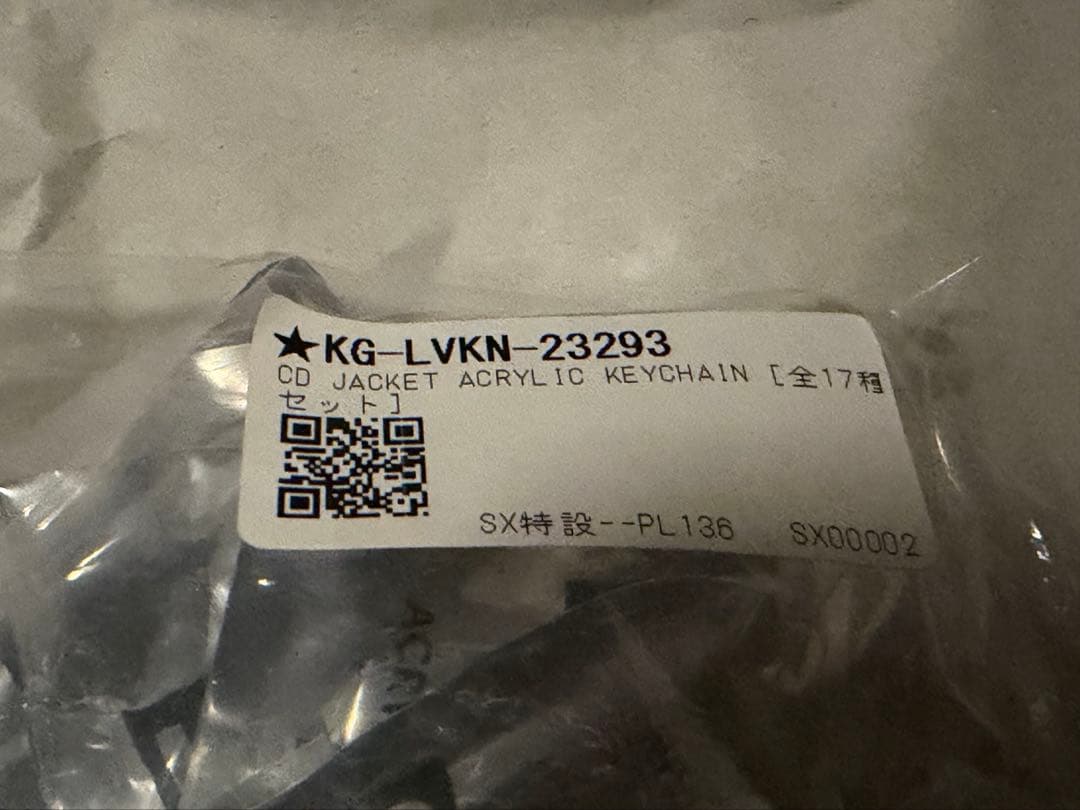 ★KG-LVKN-23293
CD JACKET ACRYLIC KEYCHAIN [全17種
セット]
SX特設--PL136 SX00002